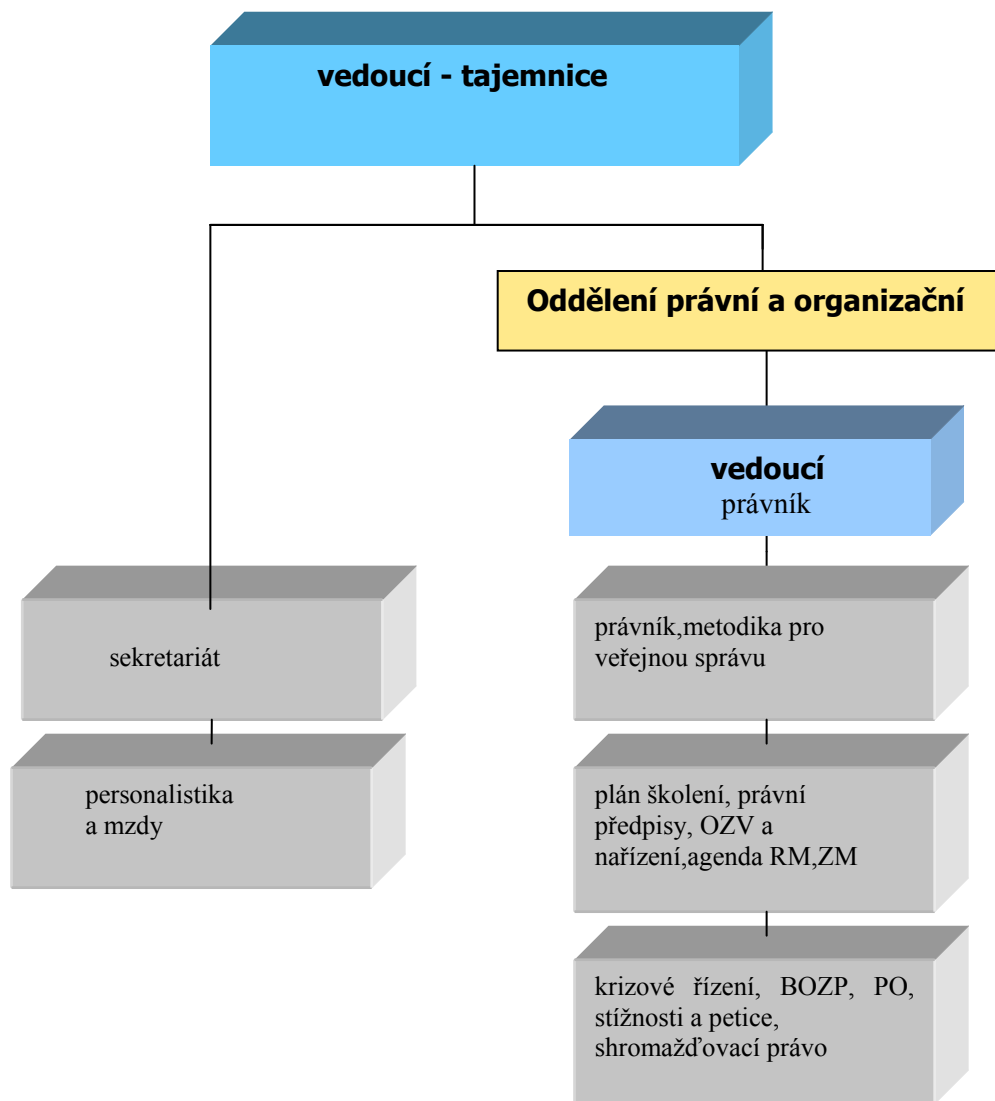 vedoucí - tajemnice
Oddělení právní a organizační
vedoucí
právník
sekretariát
personalistika
a mzdy
právník,metodika pro
veřejnou správu
plán školení, právní
předpisy, OZV a
nařízení,agenda RM,ZM
krizové řízení, BOZP, PO,
stížnosti a petice,
shromažďovací právo